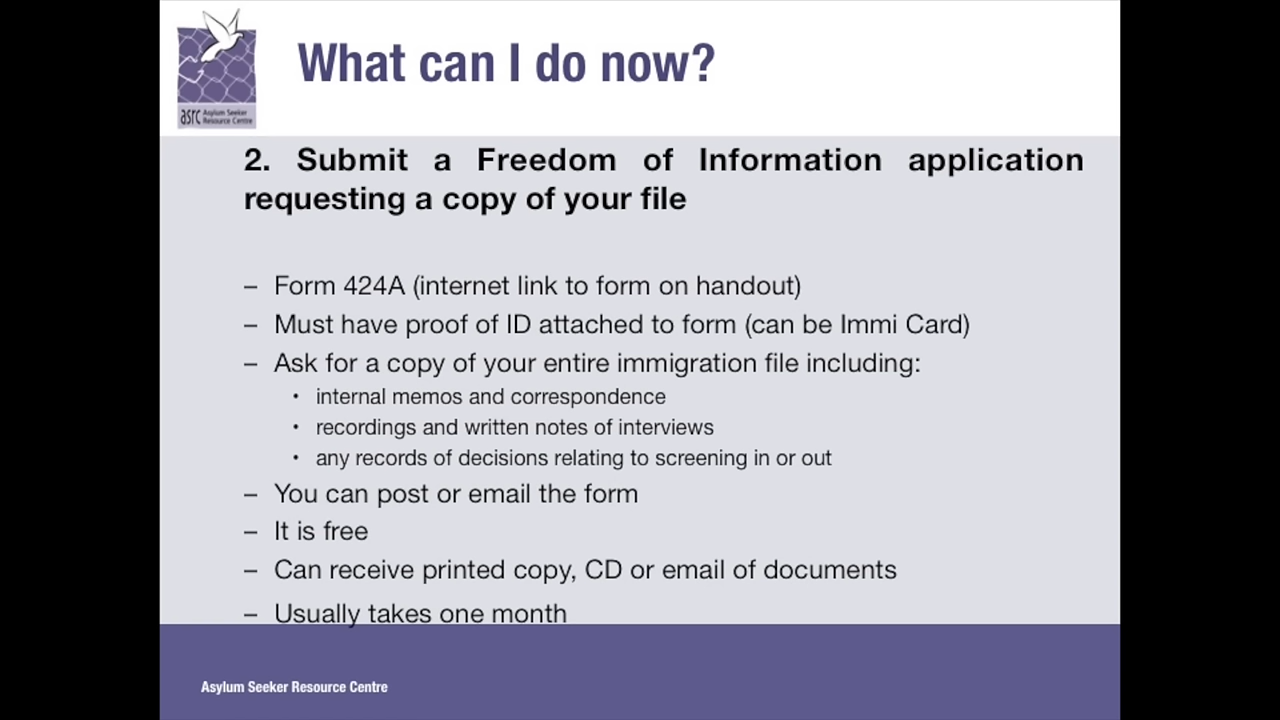 What can I do now?
asrc Asylum Seeker
Resource Centre
2. Submit a Freedom of Information application
requesting a copy of your file
– Form 424A (internet link to form on handout)
– Must have proof of ID attached to form (can be Immi Card)
– Ask for a copy of your entire immigration file including:
• internal memos and correspondence
• recordings and written notes of interviews
• any records of decisions relating to screening in or out
– You can post or email the form
– It is free
– Can receive printed copy, CD or email of documents
– Usually takes one month
Asylum Seeker Resource Centre